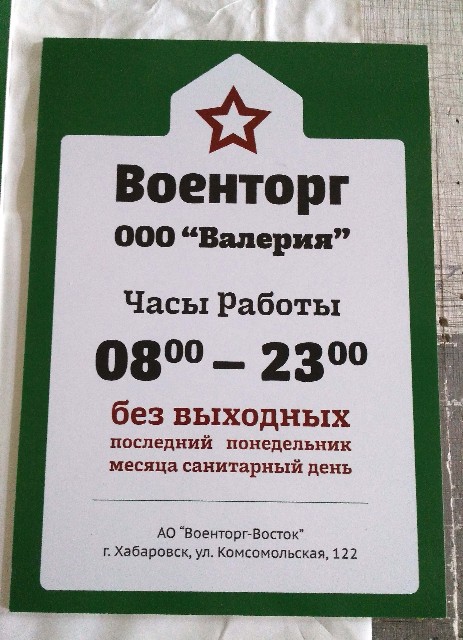 Военторг
ООО “Валерия”
Часы работы
08⁰⁰ – 23⁰⁰
без выходных
последний понедельник
месяца санитарный день
АО “Военторг-Восток”
г. Хабаровск, ул. Комсомольская, 122